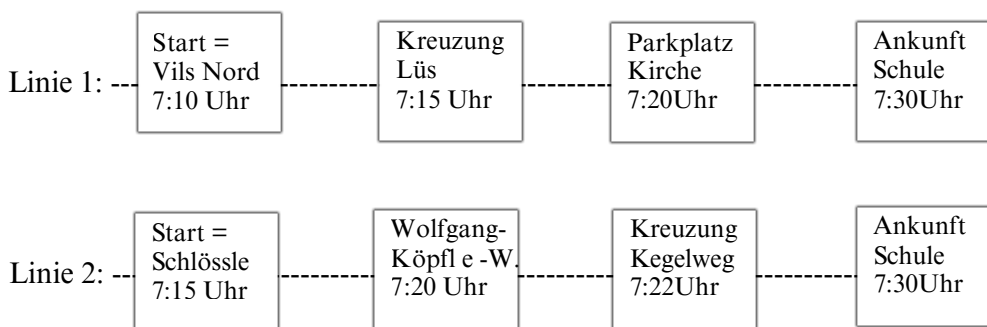 Linie 1:
Start =
Vils Nord
7:10 Uhr
Kreuzung
Lüs
7:15 Uhr
Parkplatz
Kirche
7:20Uhr
Ankunft
Schule
7:30Uhr
Linie 2:
Start =
Schlössle
7:15 Uhr
Wolfgang-
Köpfl e -W.
7:20 Uhr
Kreuzung
Kegelweg
7:22Uhr
Ankunft
Schule
7:30Uhr